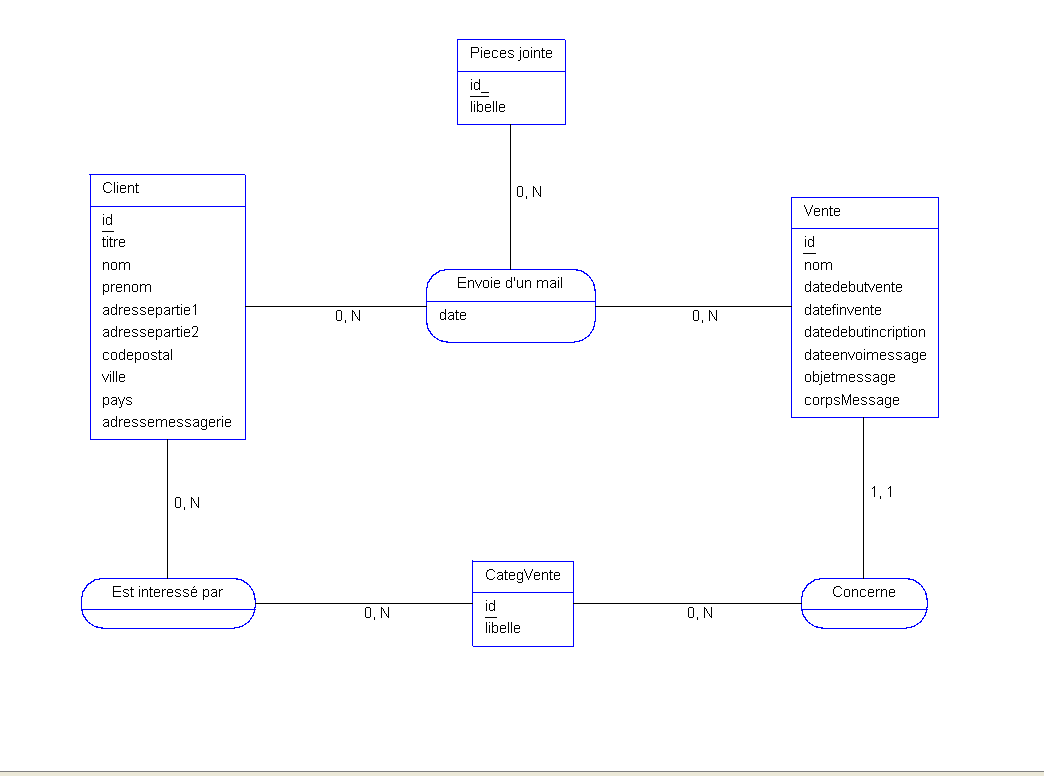 Pieces jointe
id_
libelle
0, N
Client
id
titre
nom
prenom
adressepartie1
adressepartie2
codepostal
ville
pays
adressemessagerie
0, N
Envoie d'un mail
date
0, N
Vente
id
nom
datedebutvente
datefinvente
datedebutincription
dateenvoimessage
objetmessage
corpsMessage
0, N
1, 1
Est interessé par
0, N
CategVente
id
libelle
0, N
Concerne